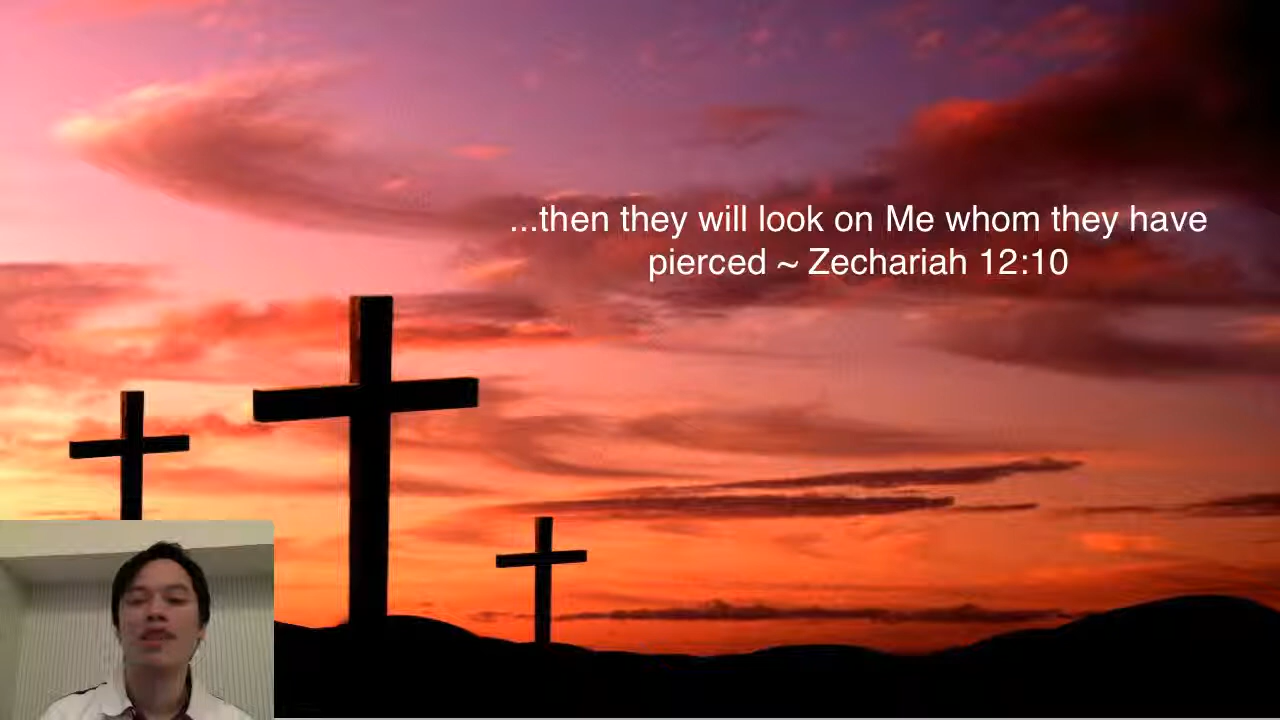 ...then they will look on Me whom they have
pierced ~ Zechariah 12:10